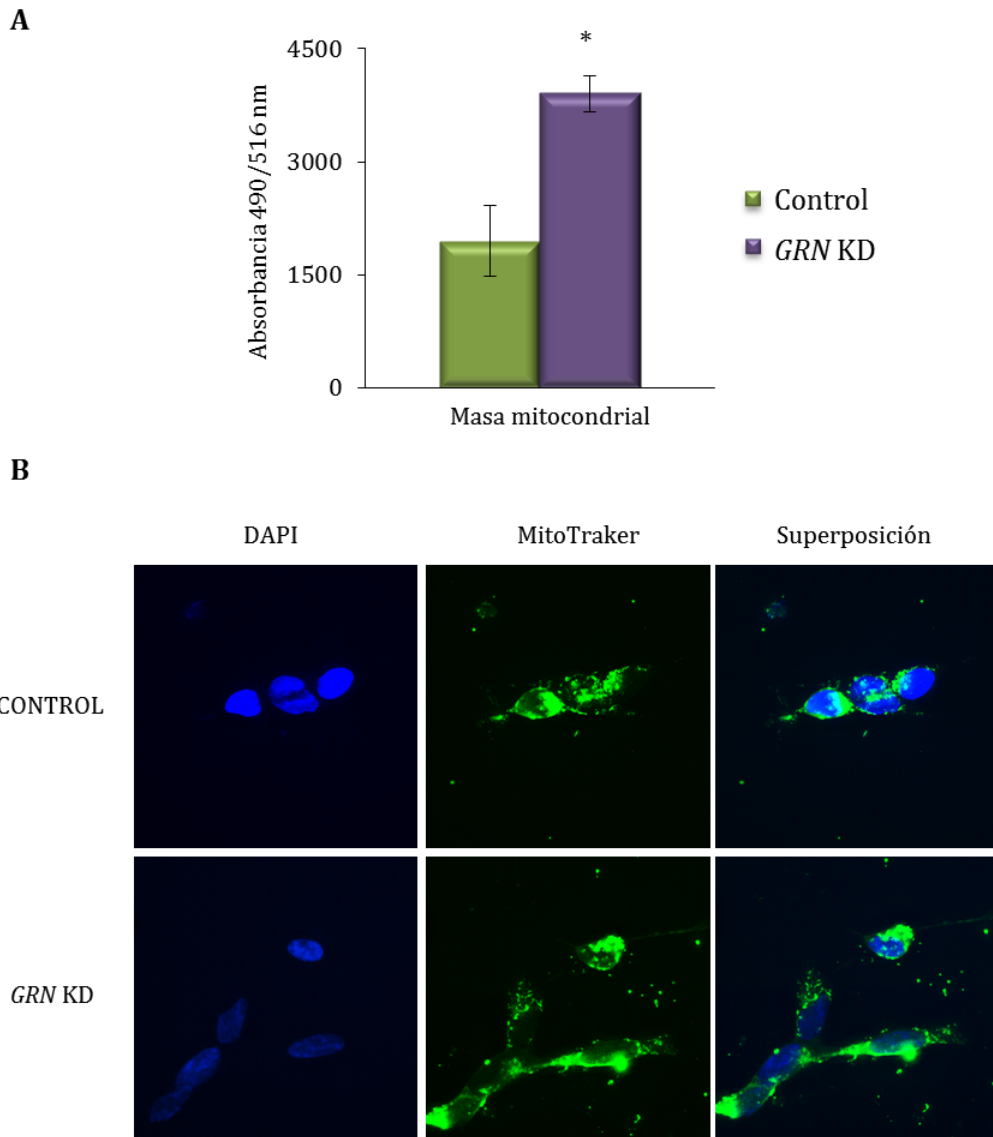 A
*
4500
3000
1500
0
Absorbancia 490/516 nm
Masa mitocondrial
Control
GRN KD
B
DAPI
MitoTraker
Superposición
CONTROL
GRN KD